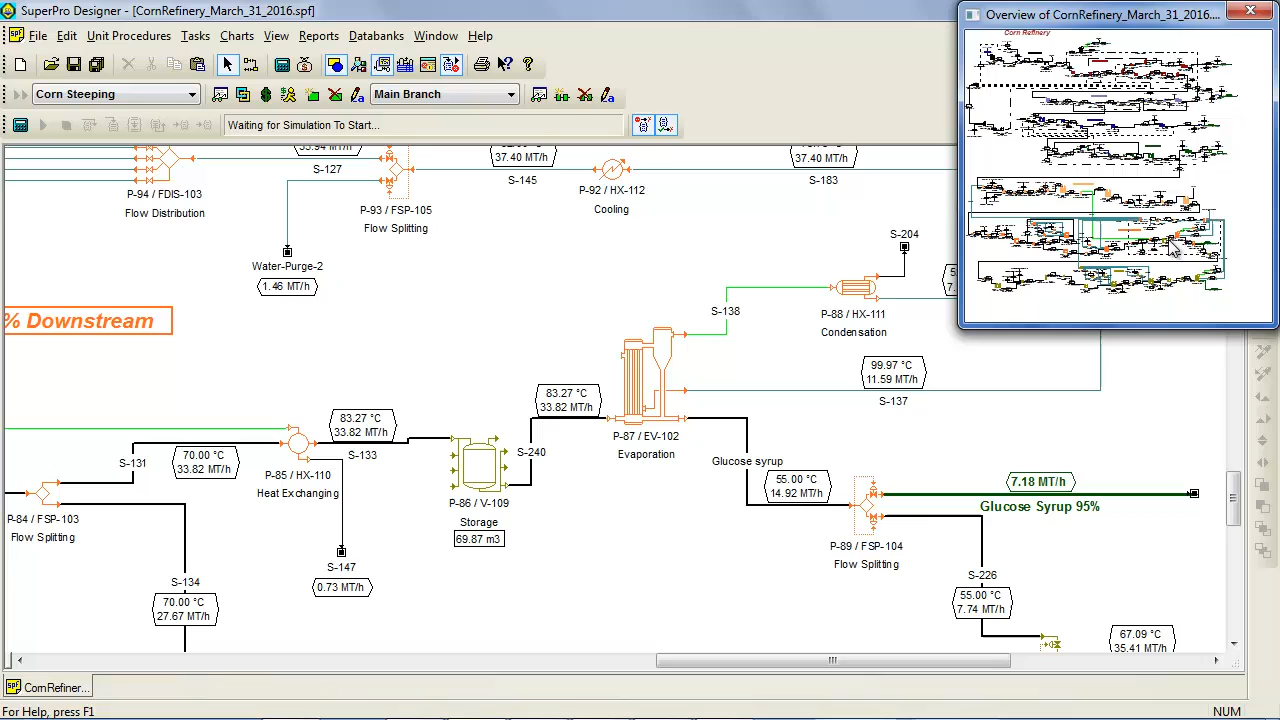 SuperPro Designer - [CornRefinery_March_31_2016.spf]
File Edit Unit Procedures Tasks Charts View Reports Databanks Window Help
Corn Steeping
Main Branch
Waiting for Simulation To Start...
Overview of CornRefinery_March_31_2016....
Corn Refinery
P-94 / FDIS-103
Flow Distribution
S-127
P-93 / FSP-105
Flow Splitting
37.40 MT/h
S-145
P-92 / HX-112
Cooling
37.40 MT/h
S-183
Water-Purge-2
1.46 MT/h
S-204
P-88 / HX-111
Condensation
S-138
% Downstream
99.97 °C
11.59 MT/h
S-137
83.27 °C
33.82 MT/h
P-87 / EV-102
Evaporation
83.27 °C
33.82 MT/h
S-133
S-240
S-131
70.00 °C
33.82 MT/h
P-85 / HX-110
Heat Exchanging
P-86 / V-109
Storage
69.87 m3
Glucose syrup
55.00 °C
14.92 MT/h
7.18 MT/h
Glucose Syrup 95%
P-84 / FSP-103
Flow Splitting
P-89 / FSP-104
Flow Splitting
S-147
0.73 MT/h
S-134
70.00 °C
27.67 MT/h
S-226
55.00 °C
7.74 MT/h
67.09 °C
35.41 MT/h
CornRefiner...
For Help, press F1
NUM